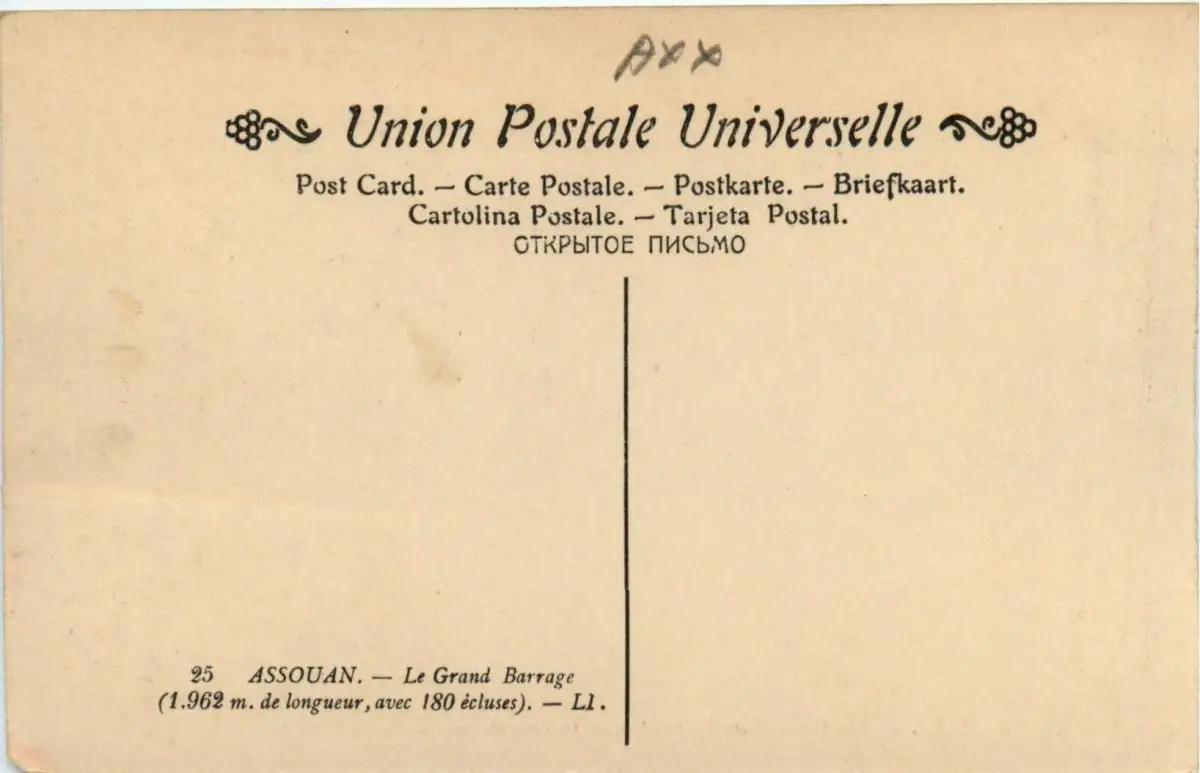 AXX
Union Postale Universelle
Post Card. — Carte Postale. — Postkarte. — Briefkaart.
Cartolina Postale. — Tarjeta Postal.
ОТКРЫТОЕ ПИСЬМО
25 ASSOUAN. — Le Grand Barrage
(1.962 m. de longueur, avec 180 écluses). — LI.